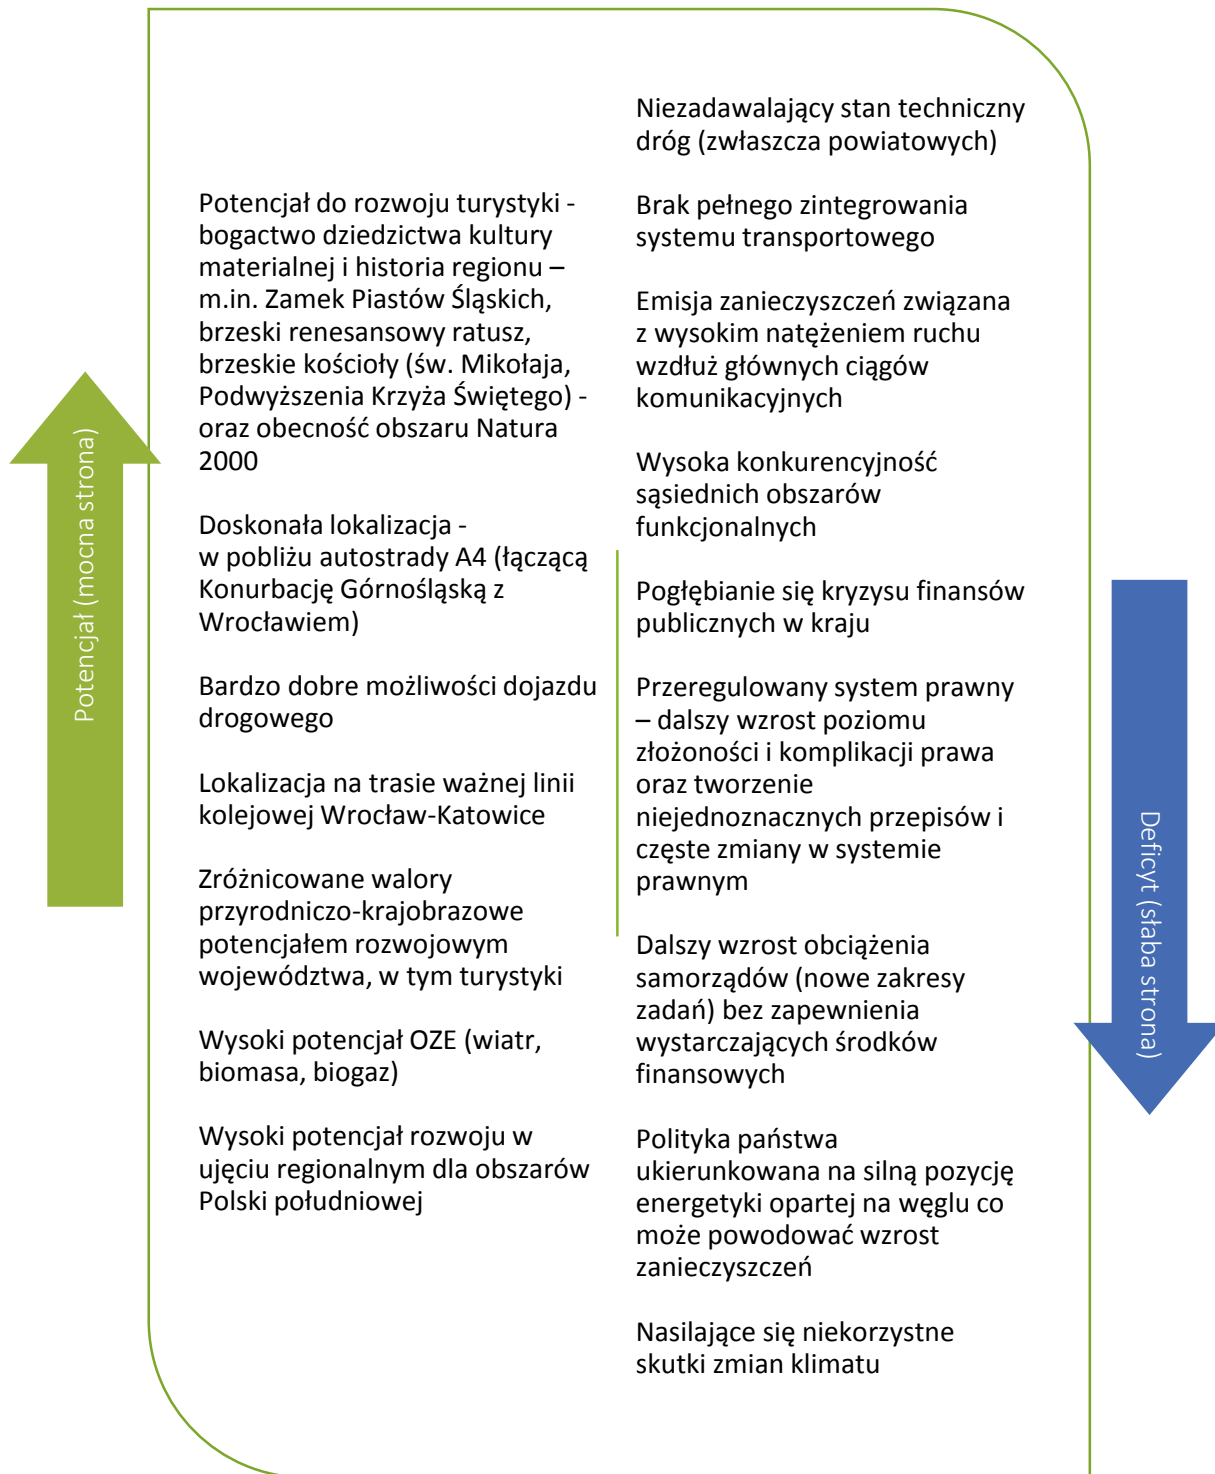 Potencjał (mocna strona)
Potencjał do rozwoju turystyki -
bogactwo dziedzictwa kultury
materialnej i historia regionu –
m.in. Zamek Piastów Śląskich,
brzeski renesansowy ratusz,
brzeskie kościoły (św. Mikołaja,
Podwyższenia Krzyża Świętego) -
oraz obecność obszaru Natura
2000
Doskonała lokalizacja -
w pobliżu autostrady A4 (łączącą
Konurbację Górnośląską z
Wrocławiem)
Bardzo dobre możliwości dojazdu
drogowego
Lokalizacja na trasie ważnej linii
kolejowej Wrocław-Katowice
Zróżnicowane walory
przyrodniczo-krajobrazowe
potencjałem rozwojowym
województwa, w tym turystyki
Wysoki potencjał OZE (wiatr,
biomasa, biogaz)
Wysoki potencjał rozwoju w
ujęciu regionalnym dla obszarów
Polski południowej
Niezadawalający stan techniczny
dróg (zwłaszcza powiatowych)
Brak pełnego zintegrowania
systemu transportowego
Emisja zanieczyszczeń związana
z wysokim natężeniem ruchu
wzdłuż głównych ciągów
komunikacyjnych
Wysoka konkurencyjność
sąsiednich obszarów
funkcjonalnych
Pogłębianie się kryzysu finansów
publicznych w kraju
Przeregulowany system prawny
– dalszy wzrost poziomu
złożoności i komplikacji prawa
oraz tworzenie
niejednoznacznych przepisów i
częste zmiany w systemie
prawnym
Dalszy wzrost obciążenia
samorządów (nowe zakresy
zadań) bez zapewnienia
wystarczających środków
finansowych
Polityka państwa
ukierunkowana na silną pozycję
energetyki opartej na węglu co
może powodować wzrost
zanieczyszczeń
Nasilające się niekorzystne
skutki zmian klimatu
Deficyt (słaba strona)